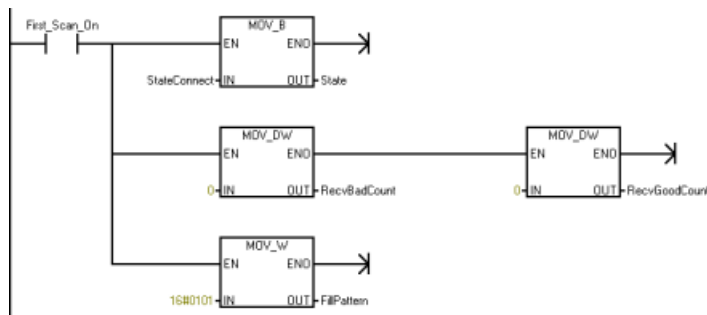 First_Scan_On
MOV_B
EN ENO
StateConnect IN OUT State
MOV_DW MOV_DW
EN ENO EN ENO
0 IN OUT RecvBadCount 0 IN OUT RecvGoodCount
MOV_W
EN ENO
16#0101 IN OUT FillPattern